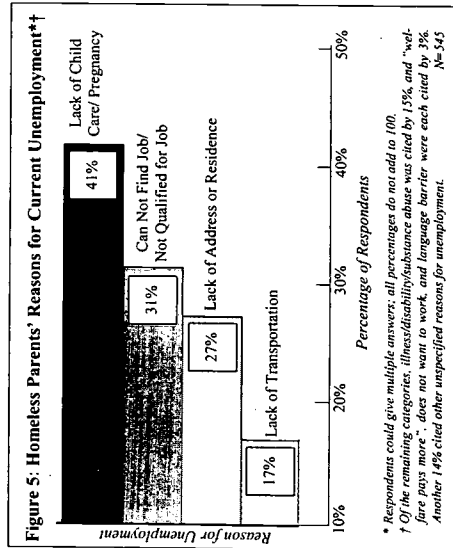 Figure 5: Homeless Parents' Reasons for Current Unemployment*†
Reason for Unemployment
41%
Lack of Child
Care/ Pregnancy
31%
Can Not Find Job/
Not Qualified for Job
27%
Lack of Address or Residence
17%
Lack of Transportation
10%
20%
30%
40%
50%
Percentage of Respondents
* Respondents could give multiple answers; all percentages do not add to 100.
† Of the remaining categories, illness/disability/substance abuse was cited by 15%, and "wel-
fare pays more", does not want to work, and language barrier were each cited by 3%.
Another 14% cited other unspecified reasons for unemployment.
N=545